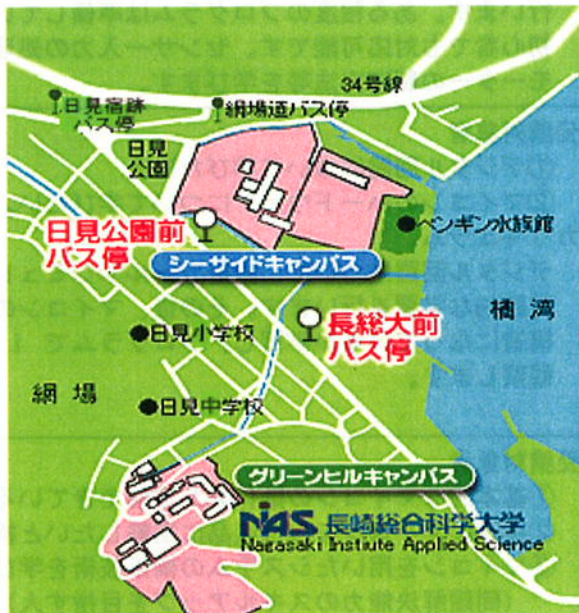 34号線
日見宿跡
バス停
網場道バス停
日見
公園
ペンギン水族館
日見公園前
バス停
シーサイドキャンパス
橘湾
長総大前
バス停
日見小学校
網場
日見中学校
グリーンヒルキャンパス
NiAS 長崎総合科学大学
Nagasaki Instiute Applied Science